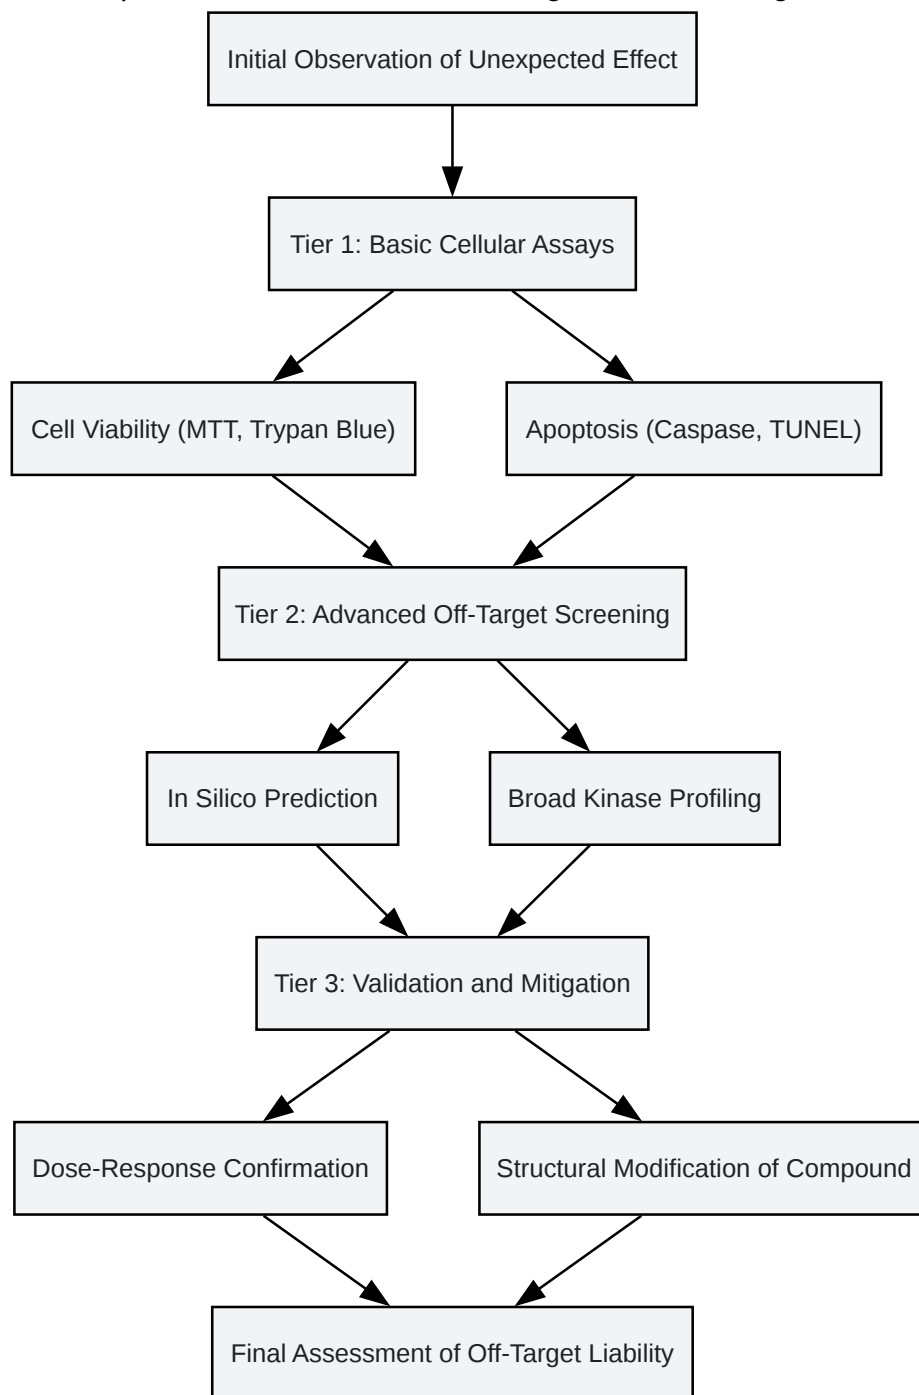 Initial Observation of Unexpected Effect
Tier 1: Basic Cellular Assays
Cell Viability (MTT, Trypan Blue)
Apoptosis (Caspase, TUNEL)
Tier 2: Advanced Off-Target Screening
In Silico Prediction
Broad Kinase Profiling
Tier 3: Validation and Mitigation
Dose-Response Confirmation
Structural Modification of Compound
Final Assessment of Off-Target Liability